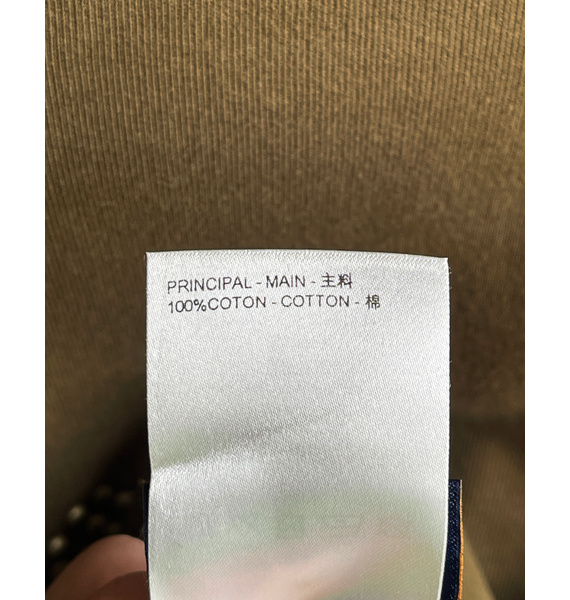 PRINCIPAL - MAIN - 主料
100%COTON - COTTON - 棉